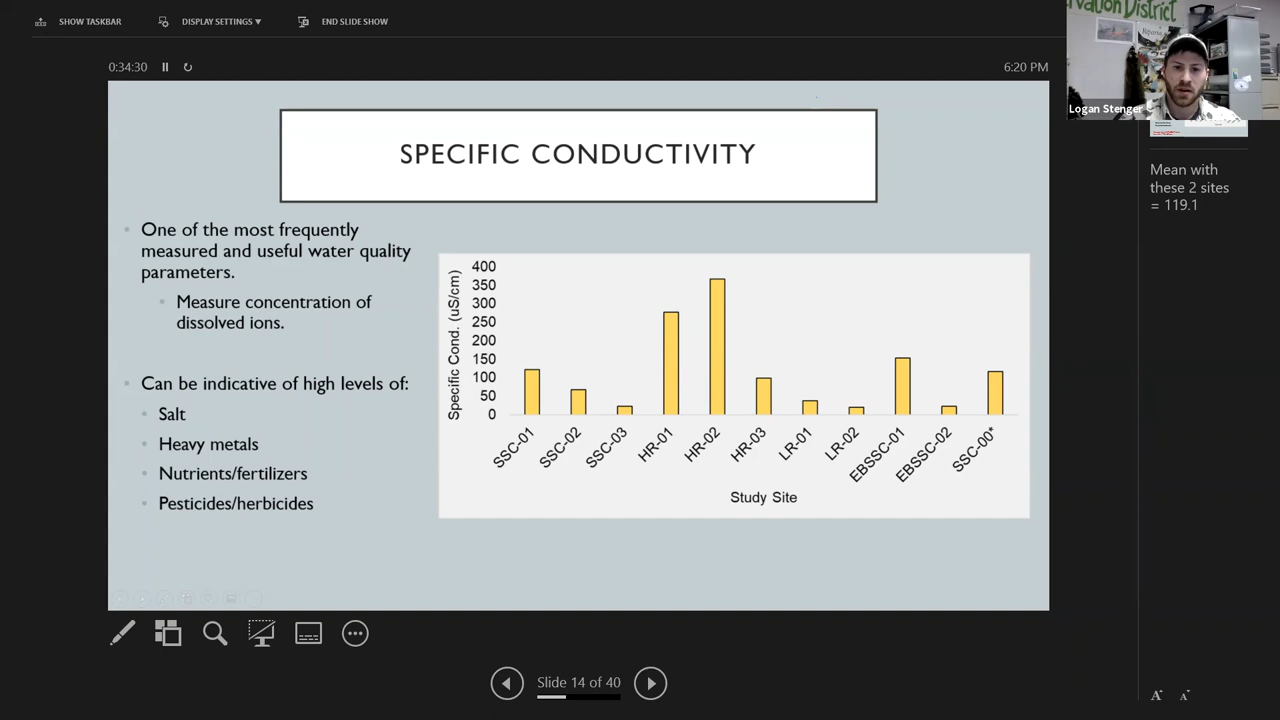 SHOW TASKBAR
DISPLAY SETTINGS ▼
END SLIDE SHOW
0:34:30
6:20 PM
rvation District
Logan Stenger
SPECIFIC CONDUCTIVITY
• One of the most frequently
measured and useful water quality
parameters.
• Measure concentration of
dissolved ions.
• Can be indicative of high levels of:
• Salt
• Heavy metals
• Nutrients/fertilizers
• Pesticides/herbicides
Specific Cond. (uS/cm)
400
350
300
250
200
150
100
50
0
SSC-01
SSC-02
SSC-03
HR-01
HR-02
HR-03
LR-01
LR-02
EBSSC-01
EBSSC-02
SSC-00*
Study Site
Mean with
these 2 sites
= 119.1
Slide 14 of 40
A A